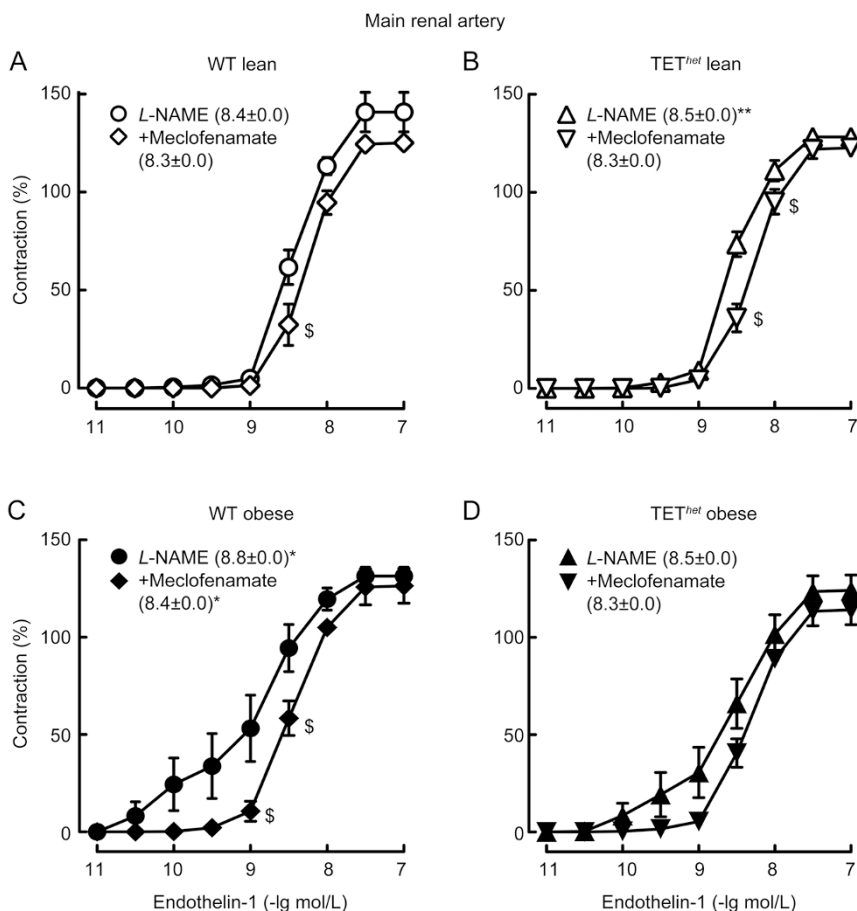 Main renal artery
A
WT lean
Contraction (%)
150
100
50
0
L-NAME (8.4±0.0)
+Meclofenamate
(8.3±0.0)
$
11 10 9 8 7
B
TEThet lean
150
100
50
0
L-NAME (8.5±0.0)**
+Meclofenamate
(8.3±0.0)
$
$
11 10 9 8 7
C
WT obese
Contraction (%)
150
100
50
0
L-NAME (8.8±0.0)*
+Meclofenamate
(8.4±0.0)*
$
$
11 10 9 8 7
Endothelin-1 (-lg mol/L)
D
TEThet obese
150
100
50
0
L-NAME (8.5±0.0)
+Meclofenamate
(8.3±0.0)
11 10 9 8 7
Endothelin-1 (-lg mol/L)